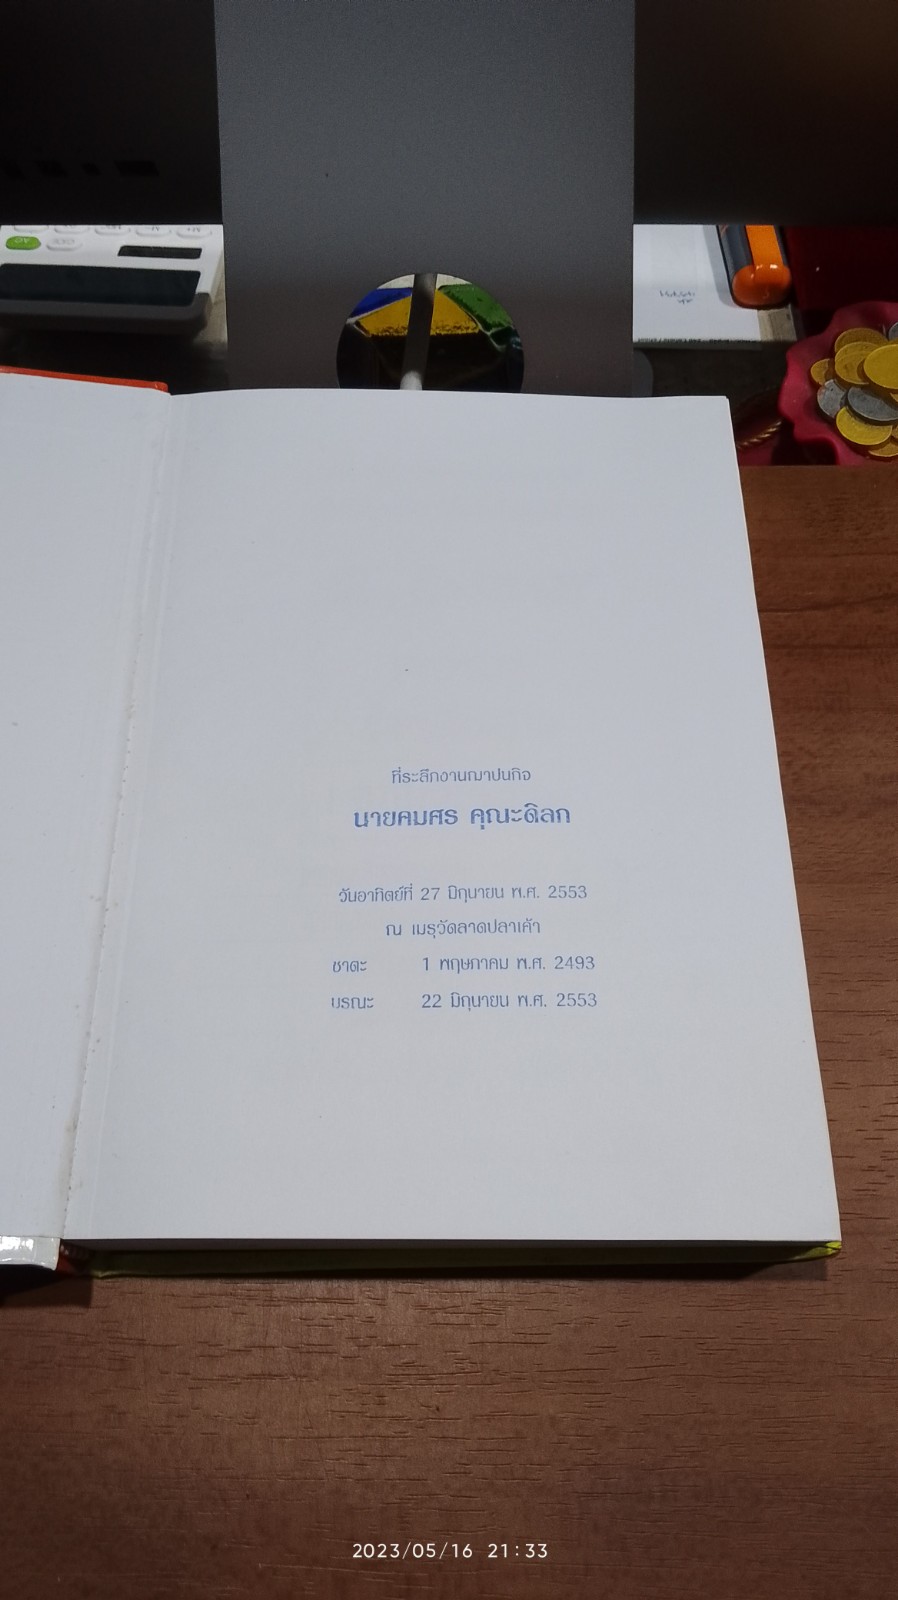 ที่ระลึกงานฌาปนกิจ
นายคมศร คุณะดิลก
วันอาทิตย์ที่ 27 มิถุนายน พ.ศ. 2553
ณ เมรุวัดลาดปลาเค้า
ชาตะ 1 พฤษภาคม พ.ศ. 2493
มรณะ 22 มิถุนายน พ.ศ. 2553
2023/05/16 21:33